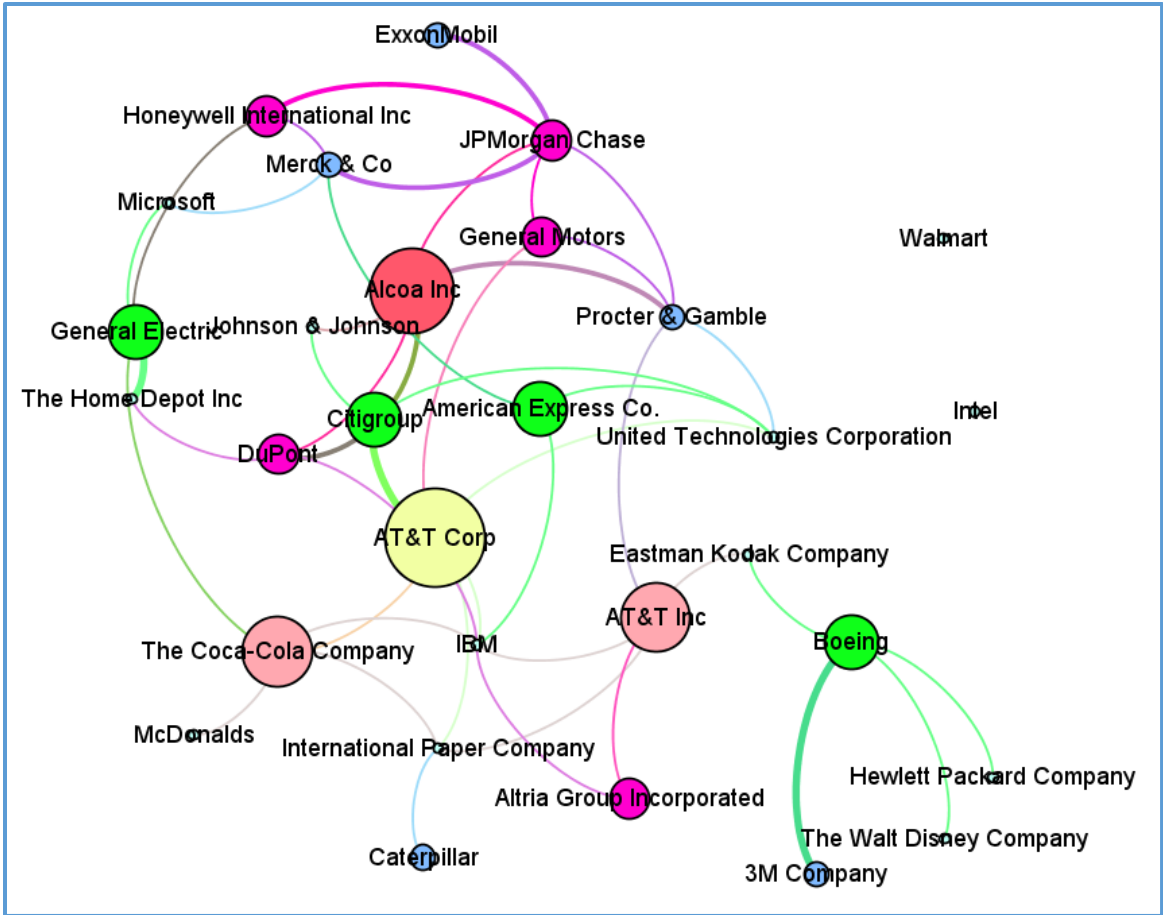 ExxonMobil
Honeywell International Inc
JPMorgan Chase
Merck & Co
Microsoft
General Motors
Walmart
Alcoa Inc
Procter & Gamble
General Electric
Johnson & Johnson
The Home Depot Inc
Citigroup
American Express Co.
Intel
United Technologies Corporation
DuPont
AT&T Corp
Eastman Kodak Company
AT&T Inc
Boeing
The Coca-Cola Company
IBM
McDonalds
International Paper Company
Hewlett Packard Company
Altria Group Incorporated
The Walt Disney Company
Caterpillar
3M Company